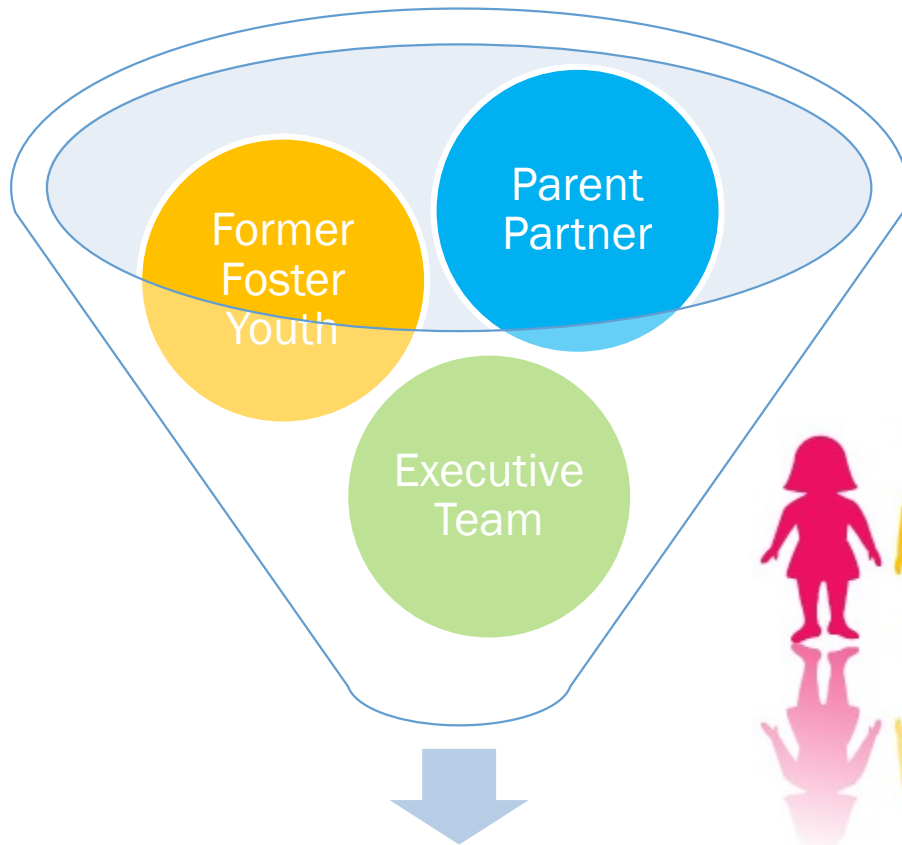 Former
Foster
Youth
Parent
Partner
Executive
Team